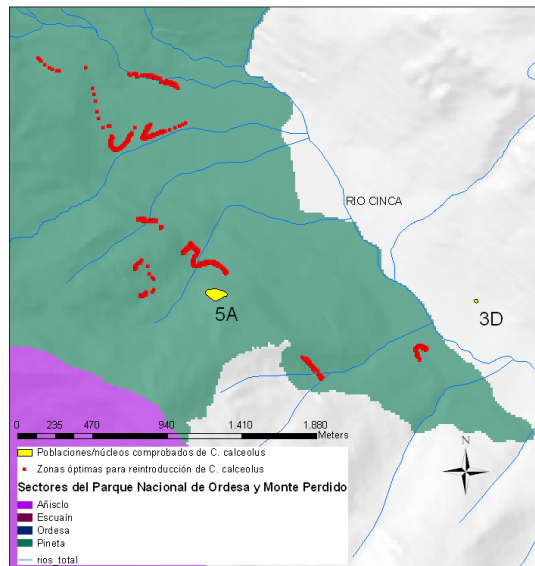 RIO CINCA
5A
3D
0 235 470 940 1.410 1.880
Meters
Poblaciones/núcleos comprobados de C. calceolus
Zonas óptimas para reintroducción de C. calceolus
Sectores del Parque Nacional de Ordesa y Monte Perdido
Añisclo
Escuaín
Ordesa
Pineta
rios_total
N